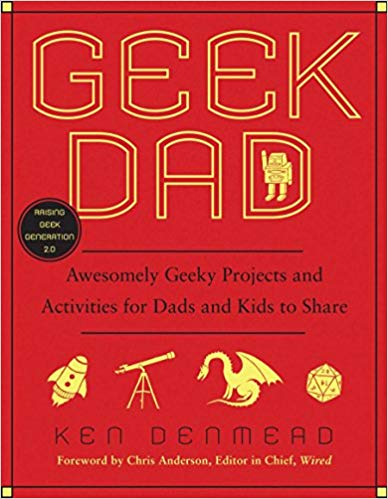 GEEK
DAD
RAISING
GEEK
GENERATION
2.0
Awesomely Geeky Projects and
Activities for Dads and Kids to Share
KEN DENMEAD
Foreword by Chris Anderson, Editor in Chief, Wired